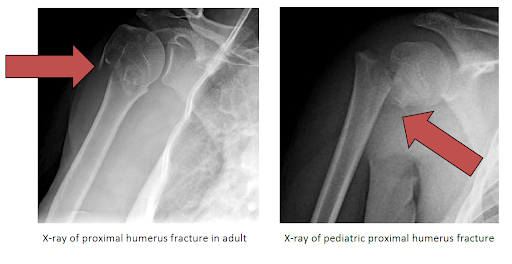 X-ray of proximal humerus fracture in adult
X-ray of pediatric proximal humerus fracture